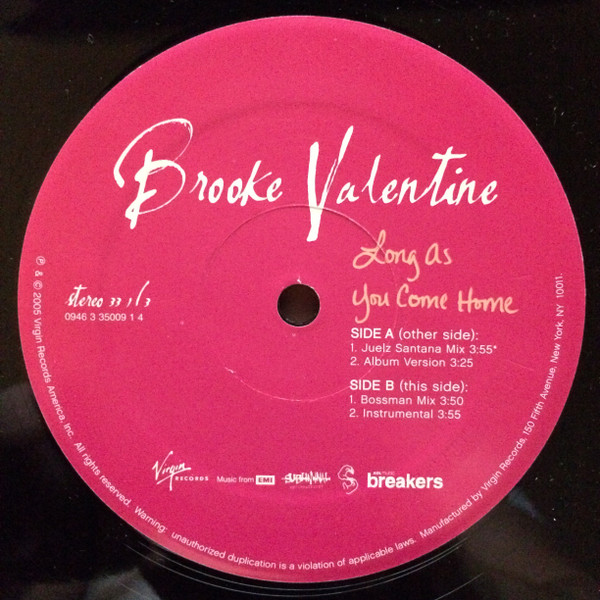 Brooke Valentine
Long As
You Come Home
stereo 33 1/3
0946 3 35009 1 4
SIDE A (other side):
1. Juelz Santana Mix 3:55*
2. Album Version 3:25
SIDE B (this side):
1. Bossman Mix 3:50
2. Instrumental 3:55
Virgin
RECORDS
Music from EMI
breakers
℗ & © 2005 Virgin Records America, Inc. All rights reserved. Warning: unauthorized duplication is a violation of applicable laws. Manufactured by Virgin Records, 150 Fifth Avenue, New York, NY 10011.